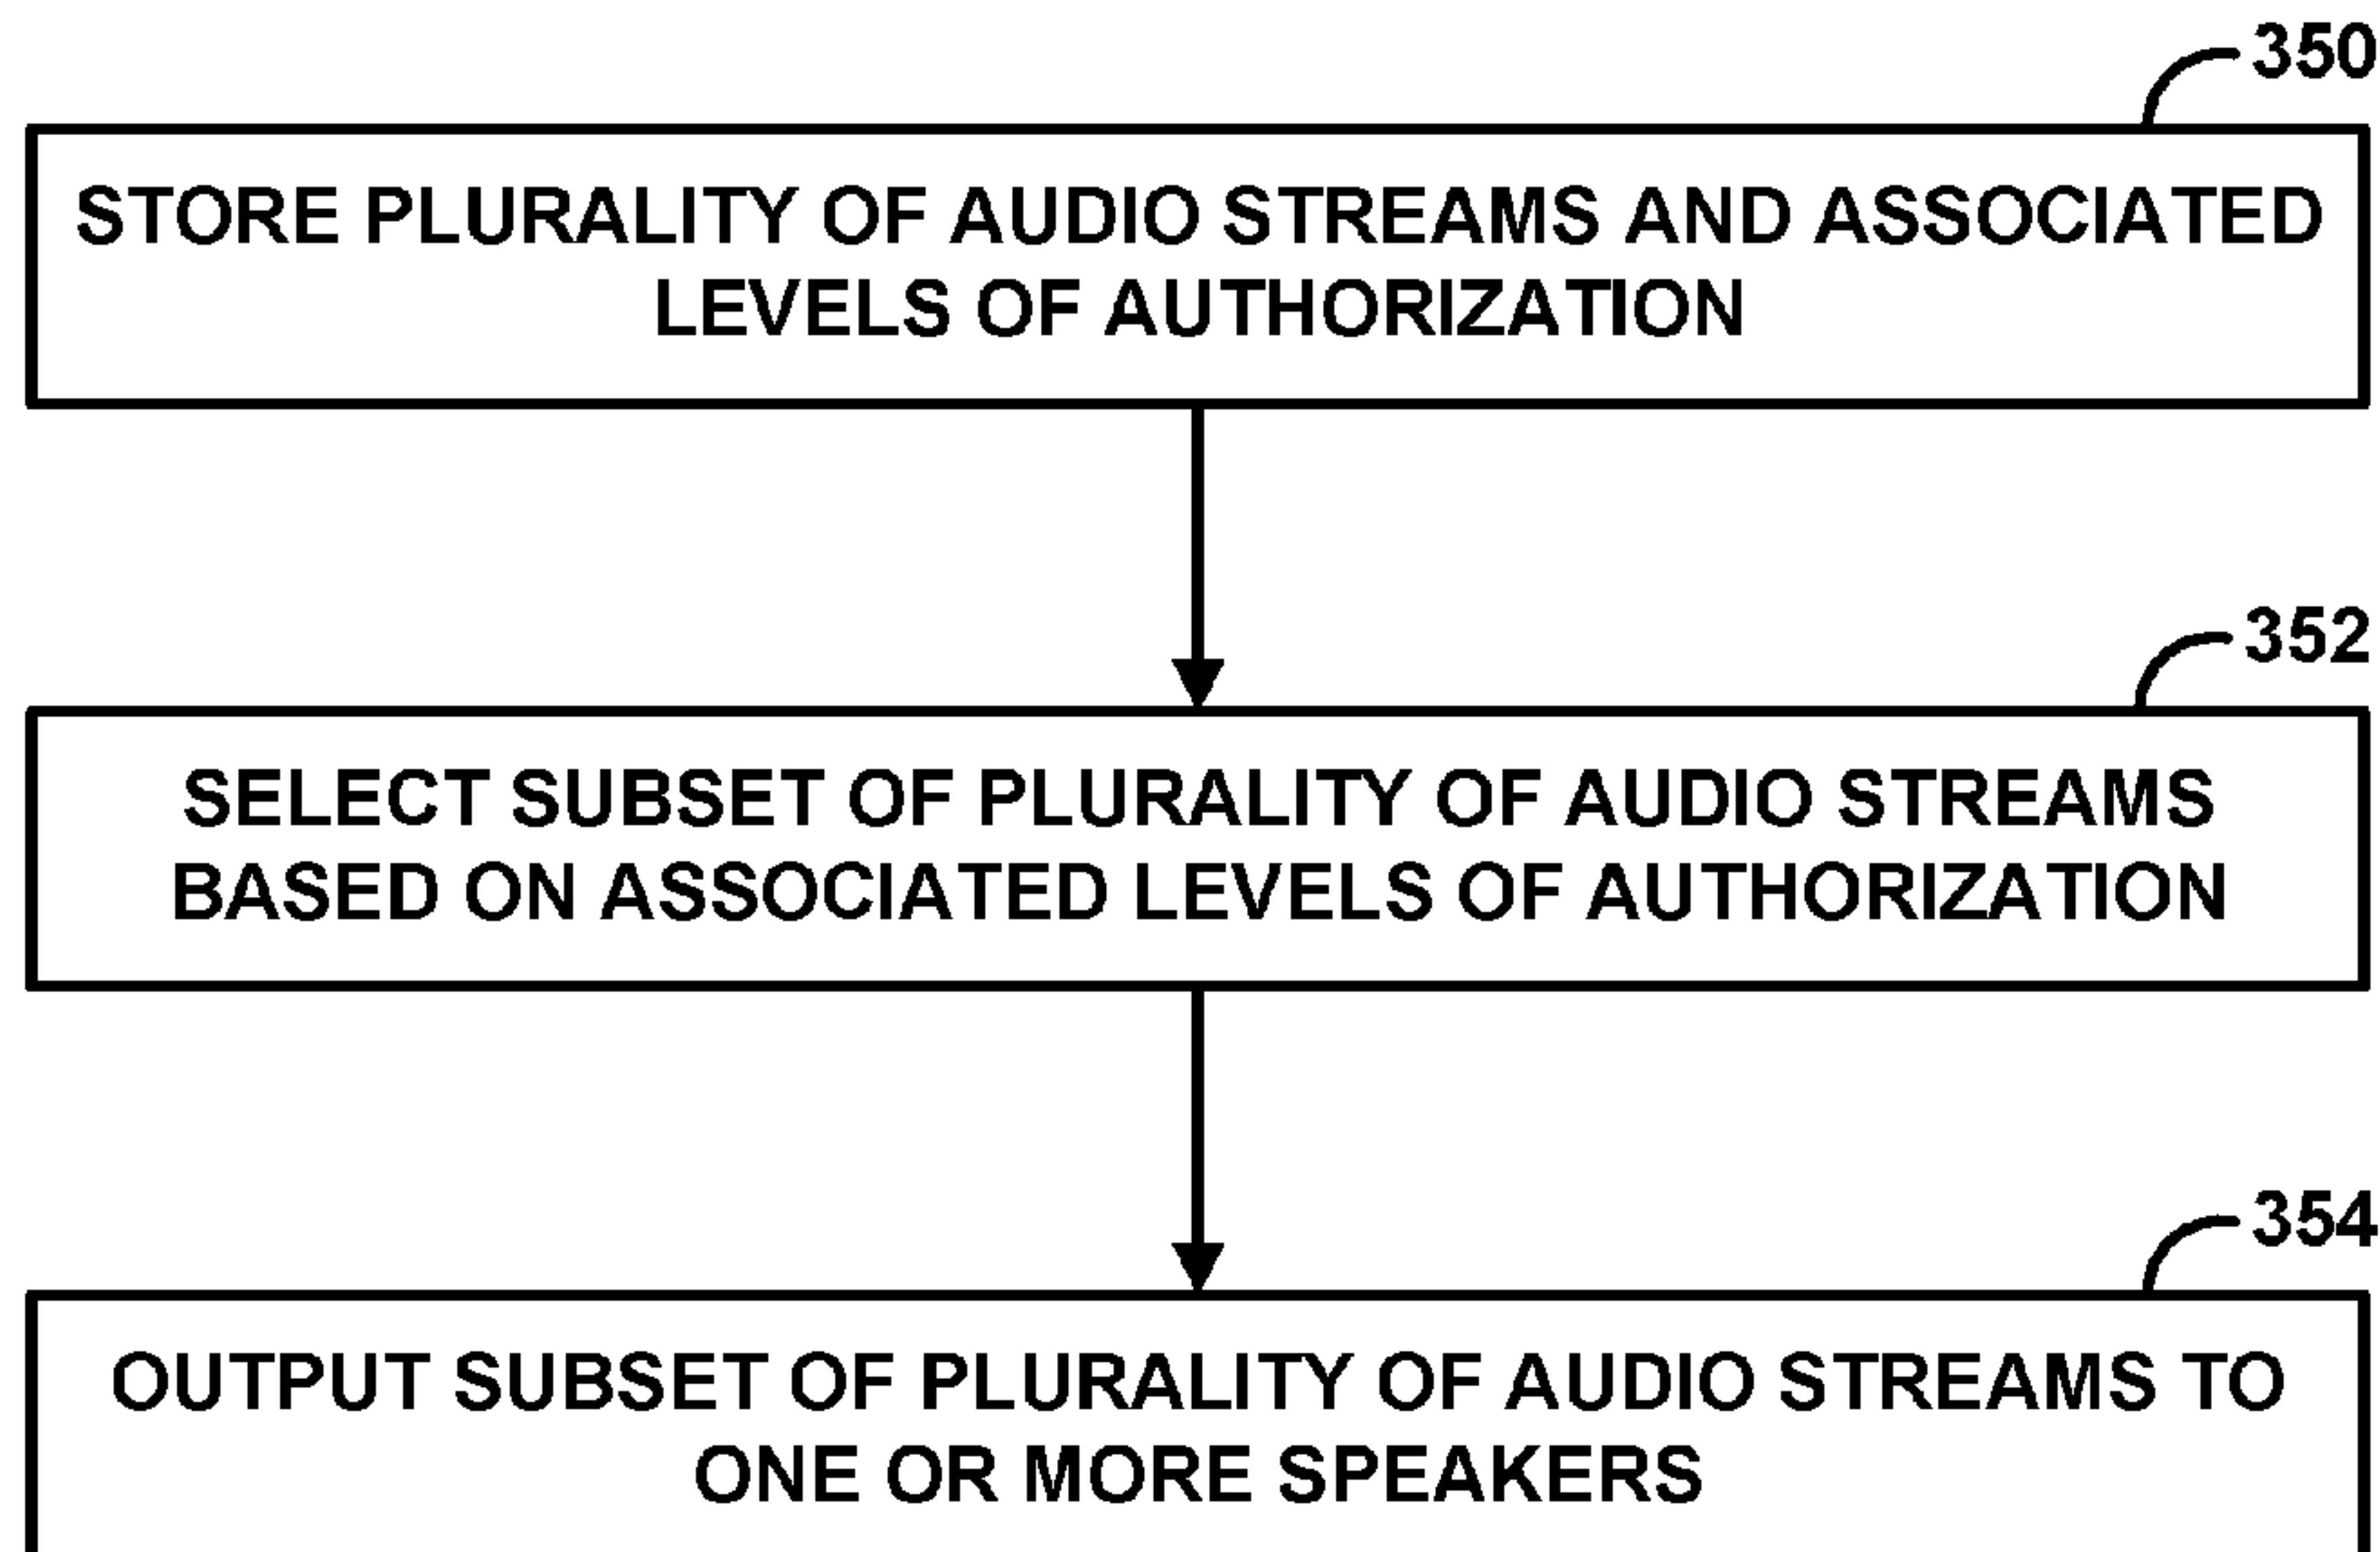 350
STORE PLURALITY OF AUDIO STREAMS AND ASSOCIATED
LEVELS OF AUTHORIZATION
352
SELECT SUBSET OF PLURALITY OF AUDIO STREAMS
BASED ON ASSOCIATED LEVELS OF AUTHORIZATION
354
OUTPUT SUBSET OF PLURALITY OF AUDIO STREAMS TO
ONE OR MORE SPEAKERS